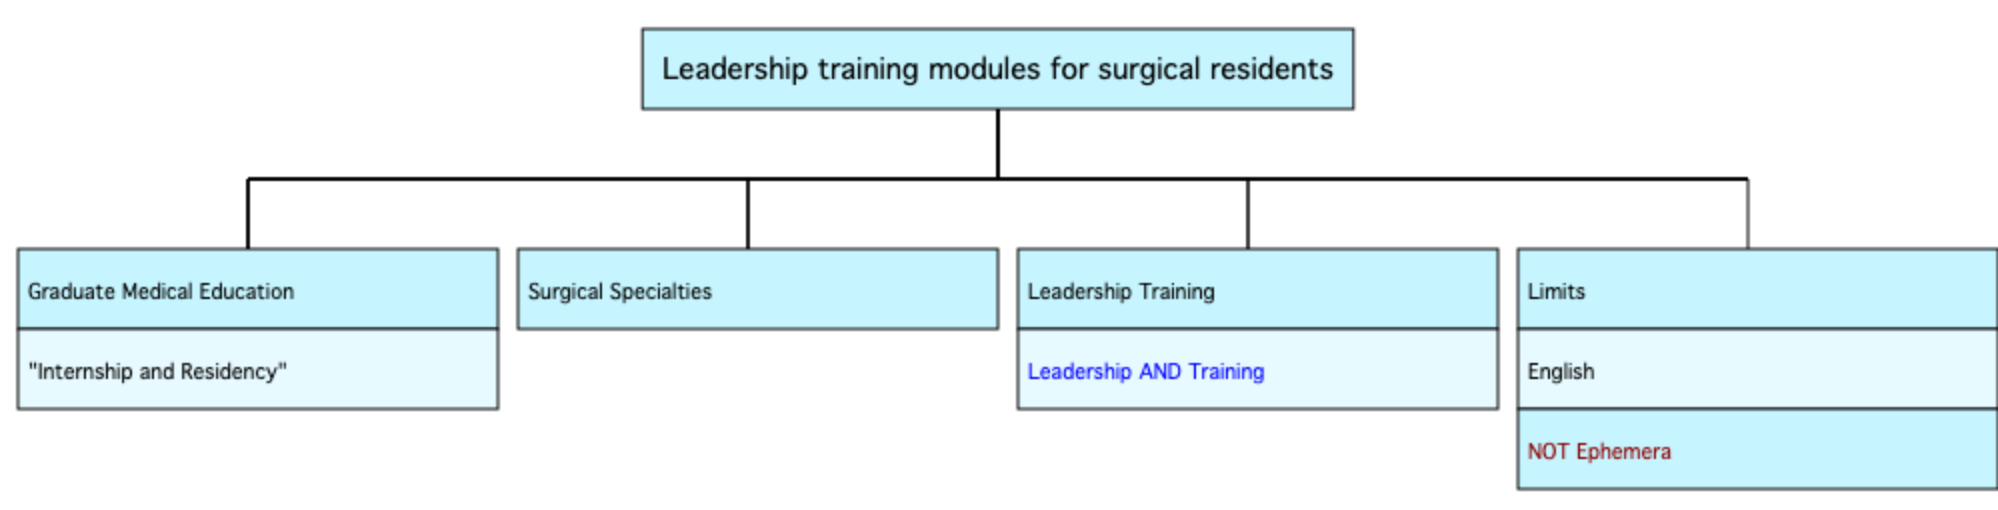 Leadership training modules for surgical residents
Graduate Medical Education
"Internship and Residency"
Surgical Specialties
Leadership Training
Leadership AND Training
Limits
English
NOT Ephemera